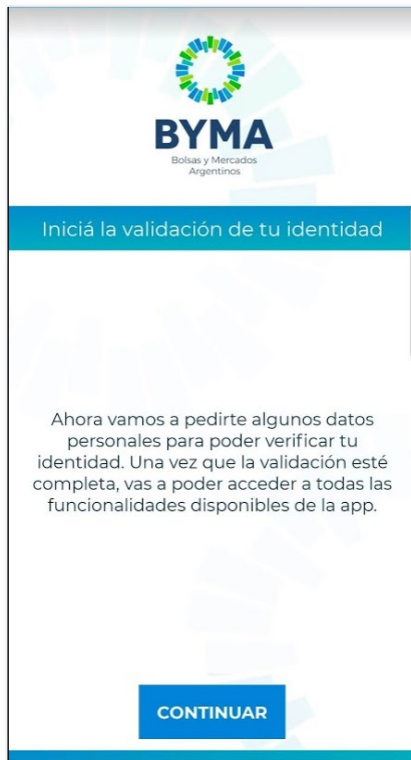 BYMA
Bolsas y Mercados
Argentinos
Iniciá la validación de tu identidad
Ahora vamos a pedirte algunos datos
personales para poder verificar tu
identidad. Una vez que la validación esté
completa, vas a poder acceder a todas las
funcionalidades disponibles de la app.
CONTINUAR